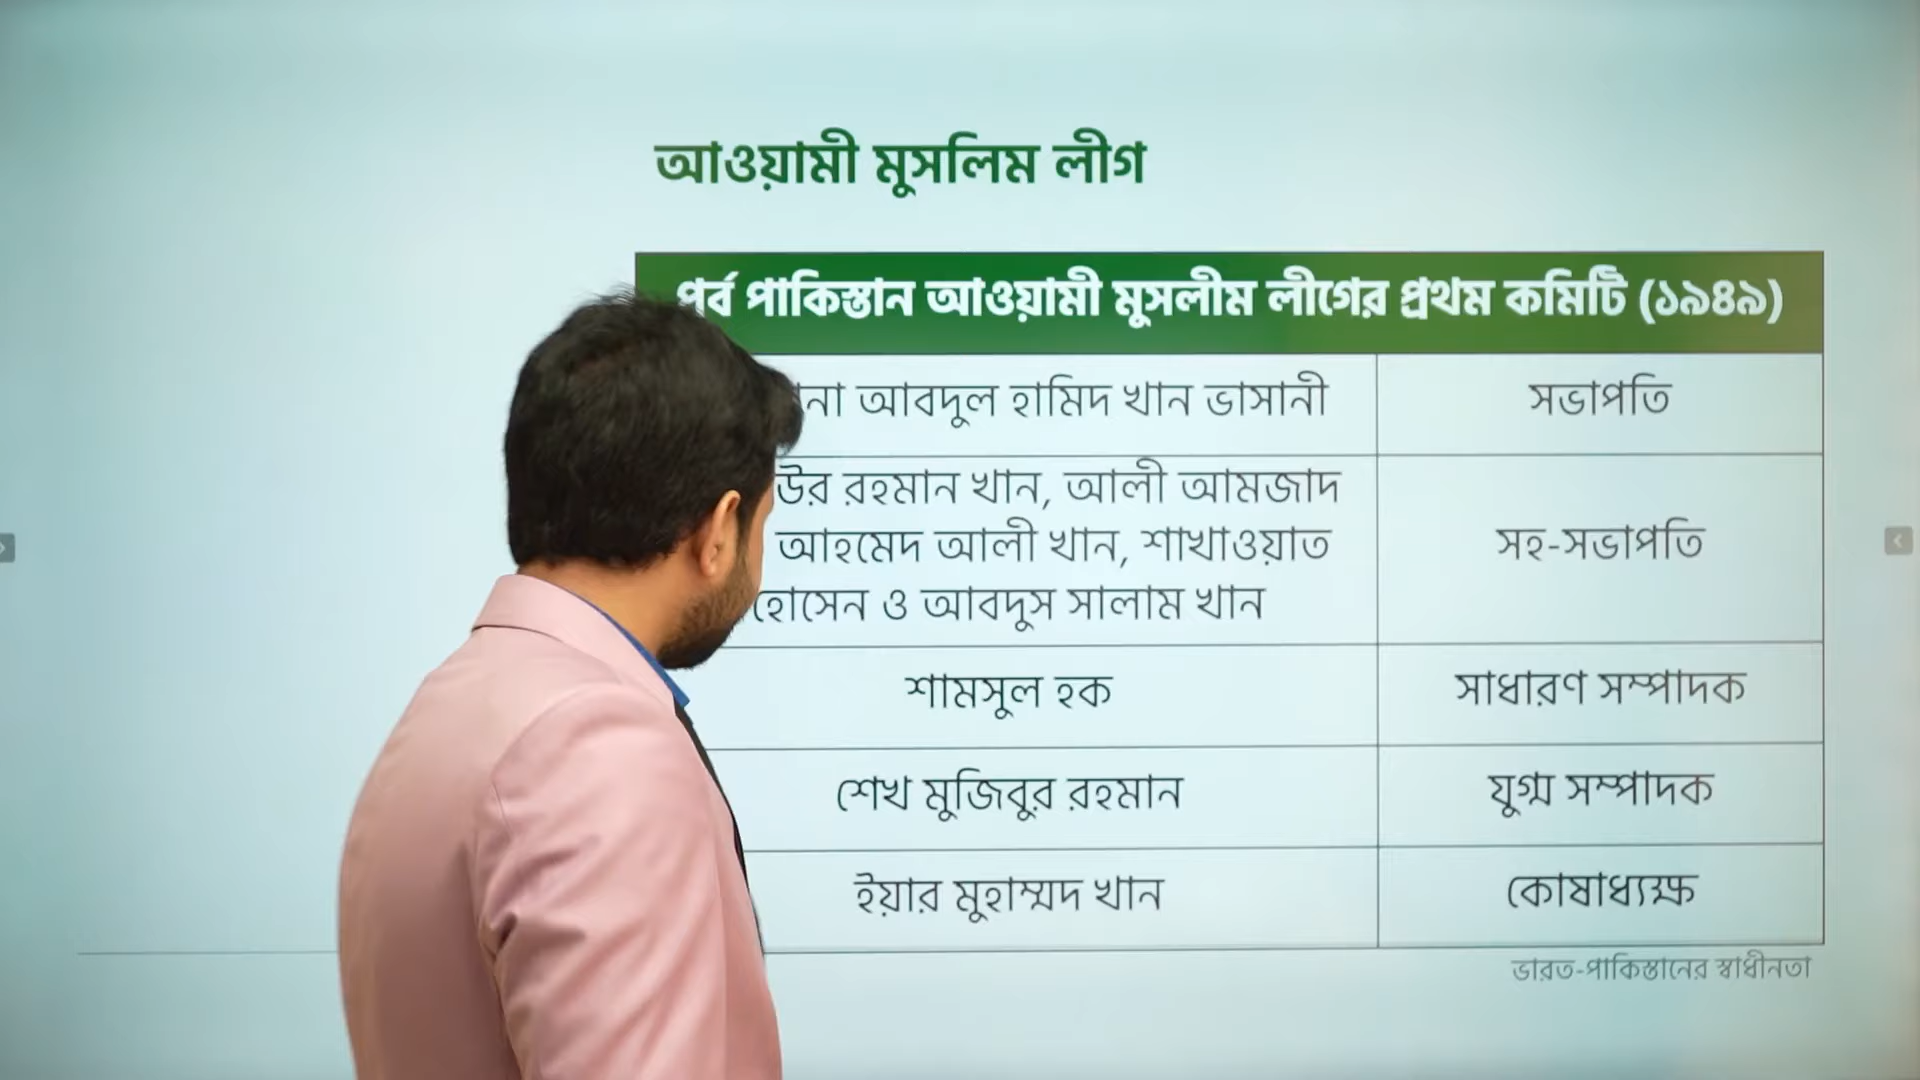 আওয়ামী মুসলিম লীগ
পাকিস্তান আওয়ামী মুসলীম লীগের প্রথম কমিটি (১৯৪৯)
আবদুল হামিদ খান ভাসানী
সভাপতি
রহমান খান, আলী আমজাদ
আহমেদ আলী খান, শাখাওয়াত
হোসেন ও আবদুস সালাম খান
সহ-সভাপতি
শামসুল হক
সাধারণ সম্পাদক
শেখ মুজিবুর রহমান
যুগ্ম সম্পাদক
ইয়ার মুহাম্মদ খান
কোষাধ্যক্ষ
ভারত-পাকিস্তানের স্বাধীনতা